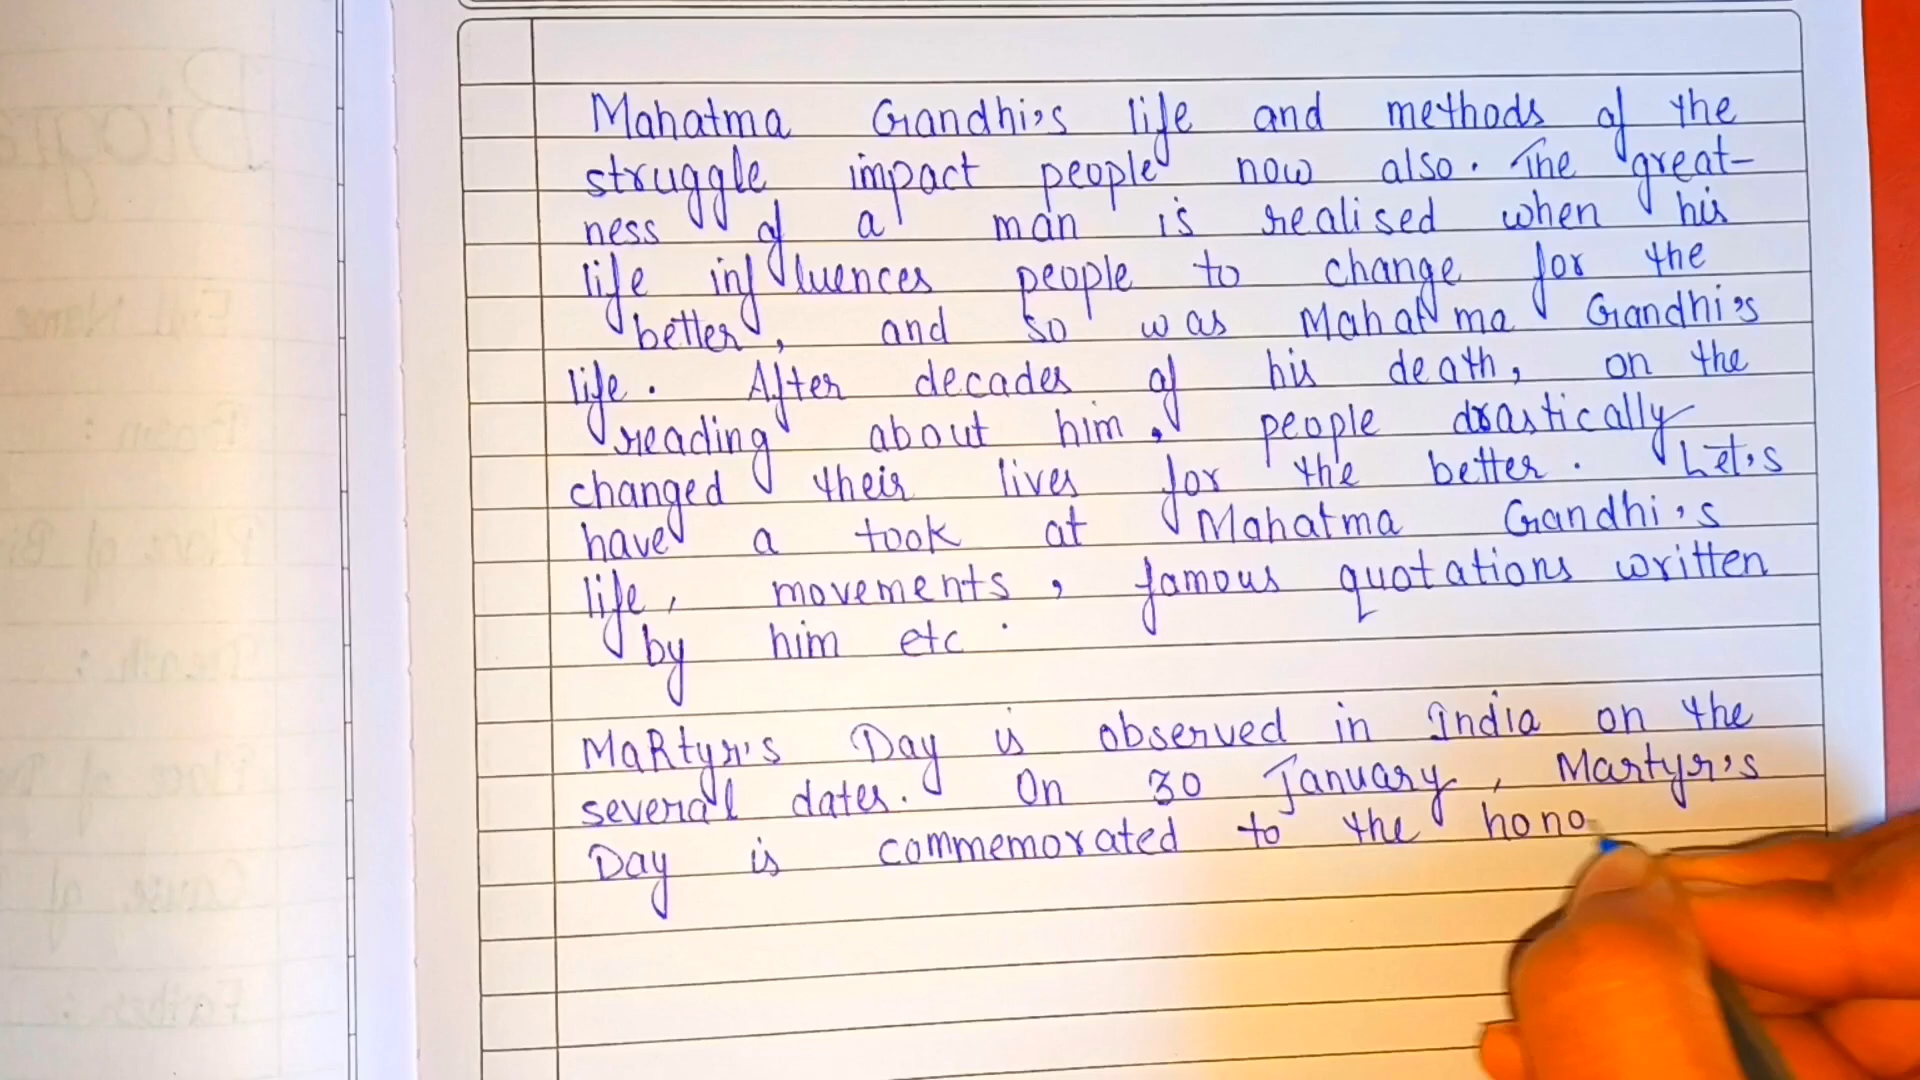 Mahatma Gandhi's life and methods of the
struggle impact people now also. The great-
ness of a man is realised when his
life influences people to change for the
better, and so was Mahatma Gandhi's
life. After decades of his death, on the
reading about him, people drastically
changed their lives for the better. Let's
have a took at Mahatma Gandhi's
life, movements, famous quotations written
by him etc.
MaRtyr's Day is observed in India on the
several dates. On 30 January, Martyr's
Day is commemorated to the hono